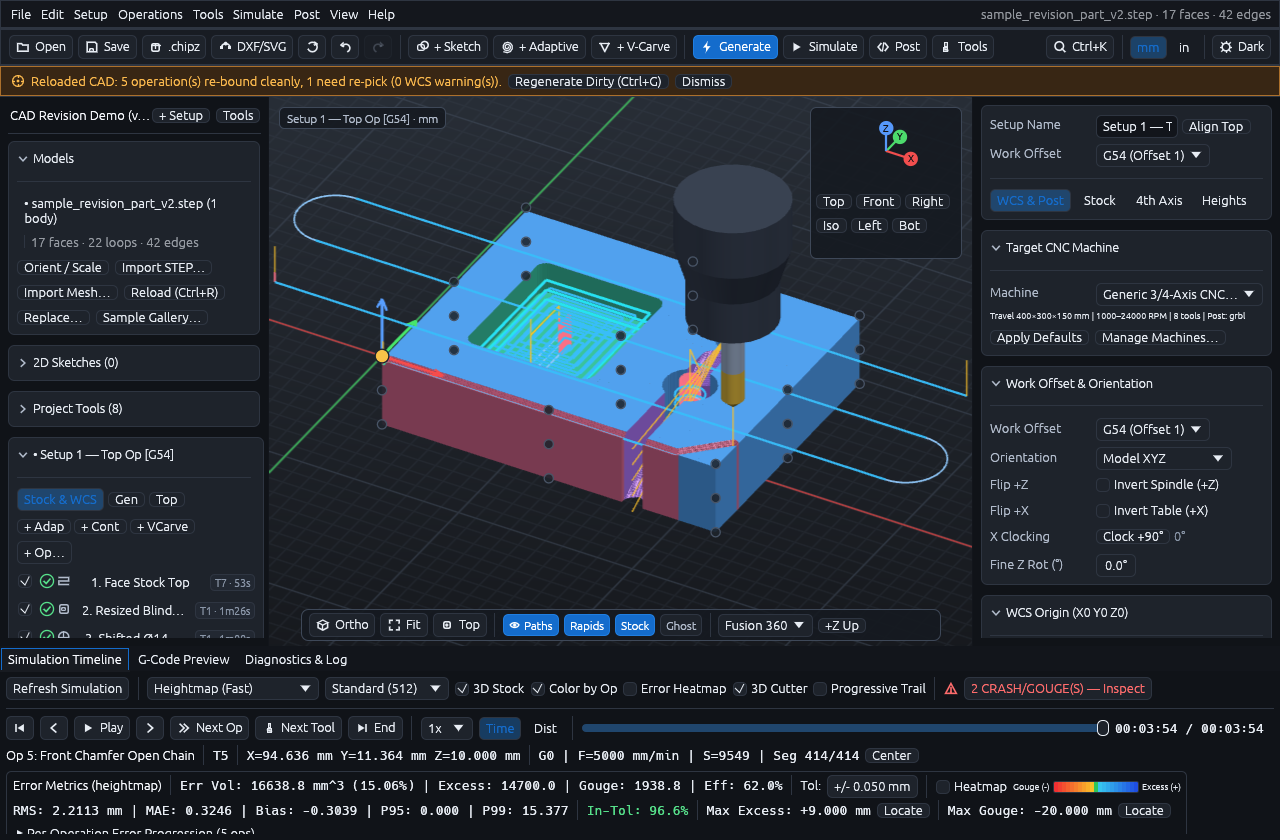 File Edit Setup Operations Tools Simulate Post View Help sample_revision_part_v2.step · 17 faces · 42 edges
Open Save .chipz DXF/SVG + Sketch + Adaptive + V-Carve Generate Simulate Post Tools Ctrl+K mm in Dark
Reloaded CAD: 5 operation(s) re-bound cleanly, 1 need re-pick (0 WCS warning(s)). Regenerate Dirty (Ctrl+G) Dismiss
CAD Revision Demo (v... + Setup Tools
Models
• sample_revision_part_v2.step (1
body)
17 faces · 22 loops · 42 edges
Orient / Scale Import STEP...
Import Mesh... Reload (Ctrl+R)
Replace... Sample Gallery...
2D Sketches (0)
Project Tools (8)
• Setup 1 — Top Op [G54]
Stock & WCS Gen Top
+ Adap + Cont + VCarve
+ Op...
1. Face Stock Top T7 · 53s
2. Resized Blind... T1 · 1m26s
Setup 1 — Top Op [G54] · mm
Z
Y
X
Top Front Right
Iso Left Bot
Ortho Fit Top Paths Rapids Stock Ghost Fusion 360 +Z Up
Setup Name Setup 1 — T Align Top
Work Offset G54 (Offset 1)
WCS & Post Stock 4th Axis Heights
Target CNC Machine
Machine Generic 3/4-Axis CNC...
Travel 400×300×150 mm | 1000–24000 RPM | 8 tools | Post: grbl
Apply Defaults Manage Machines...
Work Offset & Orientation
Work Offset G54 (Offset 1)
Orientation Model XYZ
Flip +Z Invert Spindle (+Z)
Flip +X Invert Table (+X)
X Clocking Clock +90° 0°
Fine Z Rot (°) 0.0°
WCS Origin (X0 Y0 Z0)
Simulation Timeline G-Code Preview Diagnostics & Log
Refresh Simulation Heightmap (Fast) Standard (512) 3D Stock Color by Op Error Heatmap 3D Cutter Progressive Trail 2 CRASH/GOUGE(S) — Inspect
Play Next Op Next Tool End 1x Time Dist 00:03:54 / 00:03:54
Op 5: Front Chamfer Open Chain T5 X=94.636 mm Y=11.364 mm Z=10.000 mm G0 | F=5000 mm/min | S=9549 | Seg 414/414 Center
Error Metrics (heightmap) Err Vol: 16638.8 mm^3 (15.06%) | Excess: 14700.0 | Gouge: 1938.8 | Eff: 62.0% Tol: +/- 0.050 mm Heatmap Gouge (-) Excess (+)
RMS: 2.2113 mm | MAE: 0.3246 | Bias: -0.3039 | P95: 0.000 | P99: 15.377 In-Tol: 96.6% Max Excess: +9.000 mm Locate Max Gouge: -20.000 mm Locate
Per Operation Error Progression (5 ops)